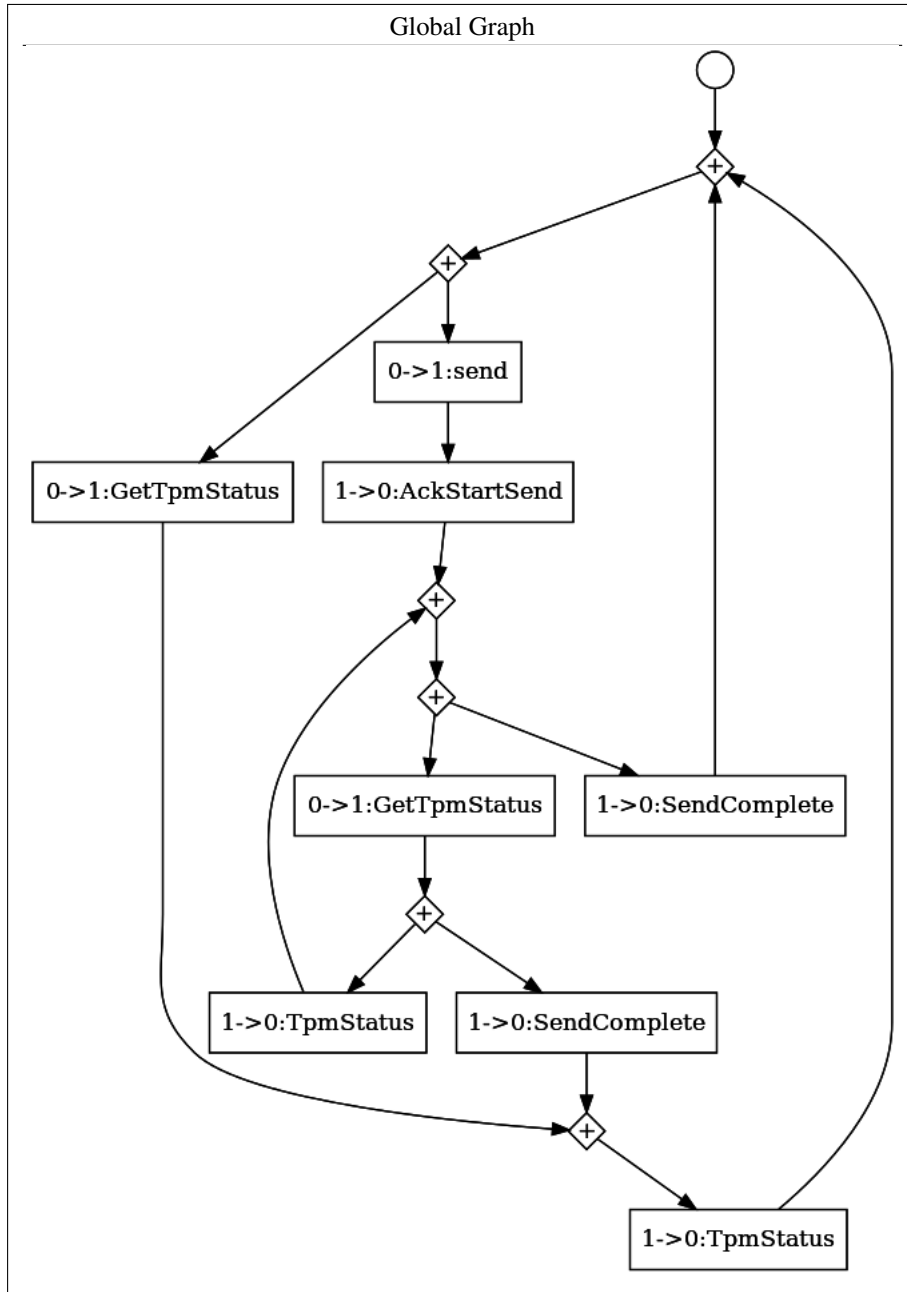 Global Graph
+
+
0->1:send
0->1:GetTpmStatus
1->0:AckStartSend
+
+
0->1:GetTpmStatus
1->0:SendComplete
+
1->0:TpmStatus
1->0:SendComplete
+
1->0:TpmStatus